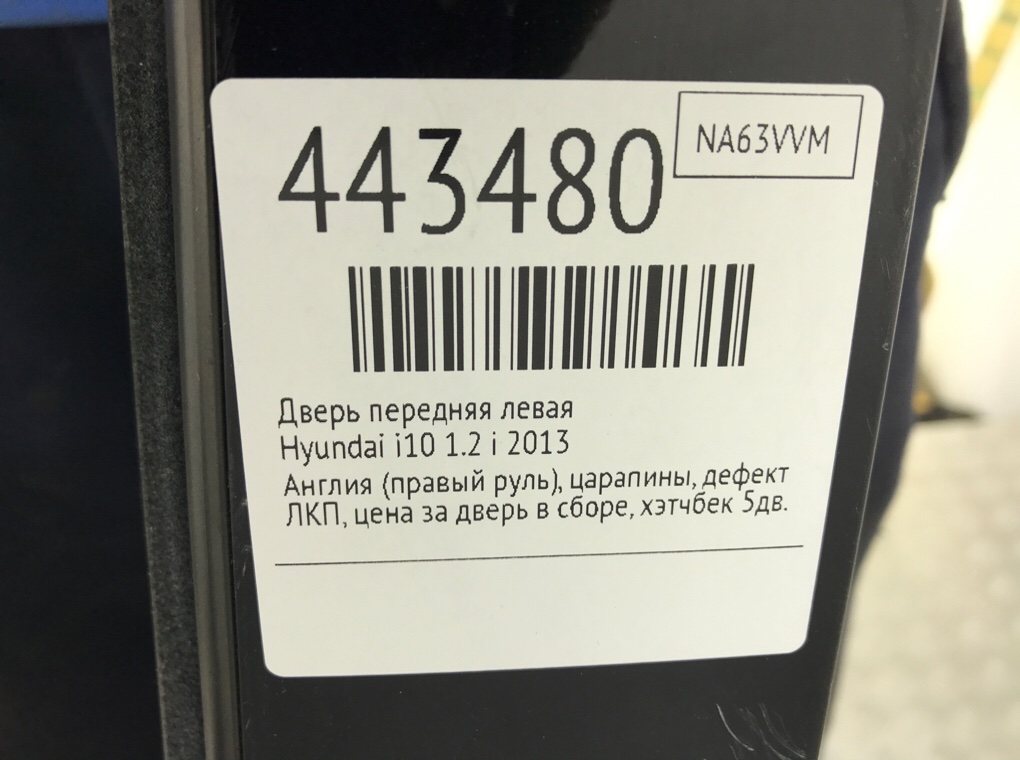 443480
NA63VVM
Дверь передняя левая
Hyundai i10 1.2 i 2013
Англия (правый руль), царапины, дефект
ЛКП, цена за дверь в сборе, хэтчбек 5дв.